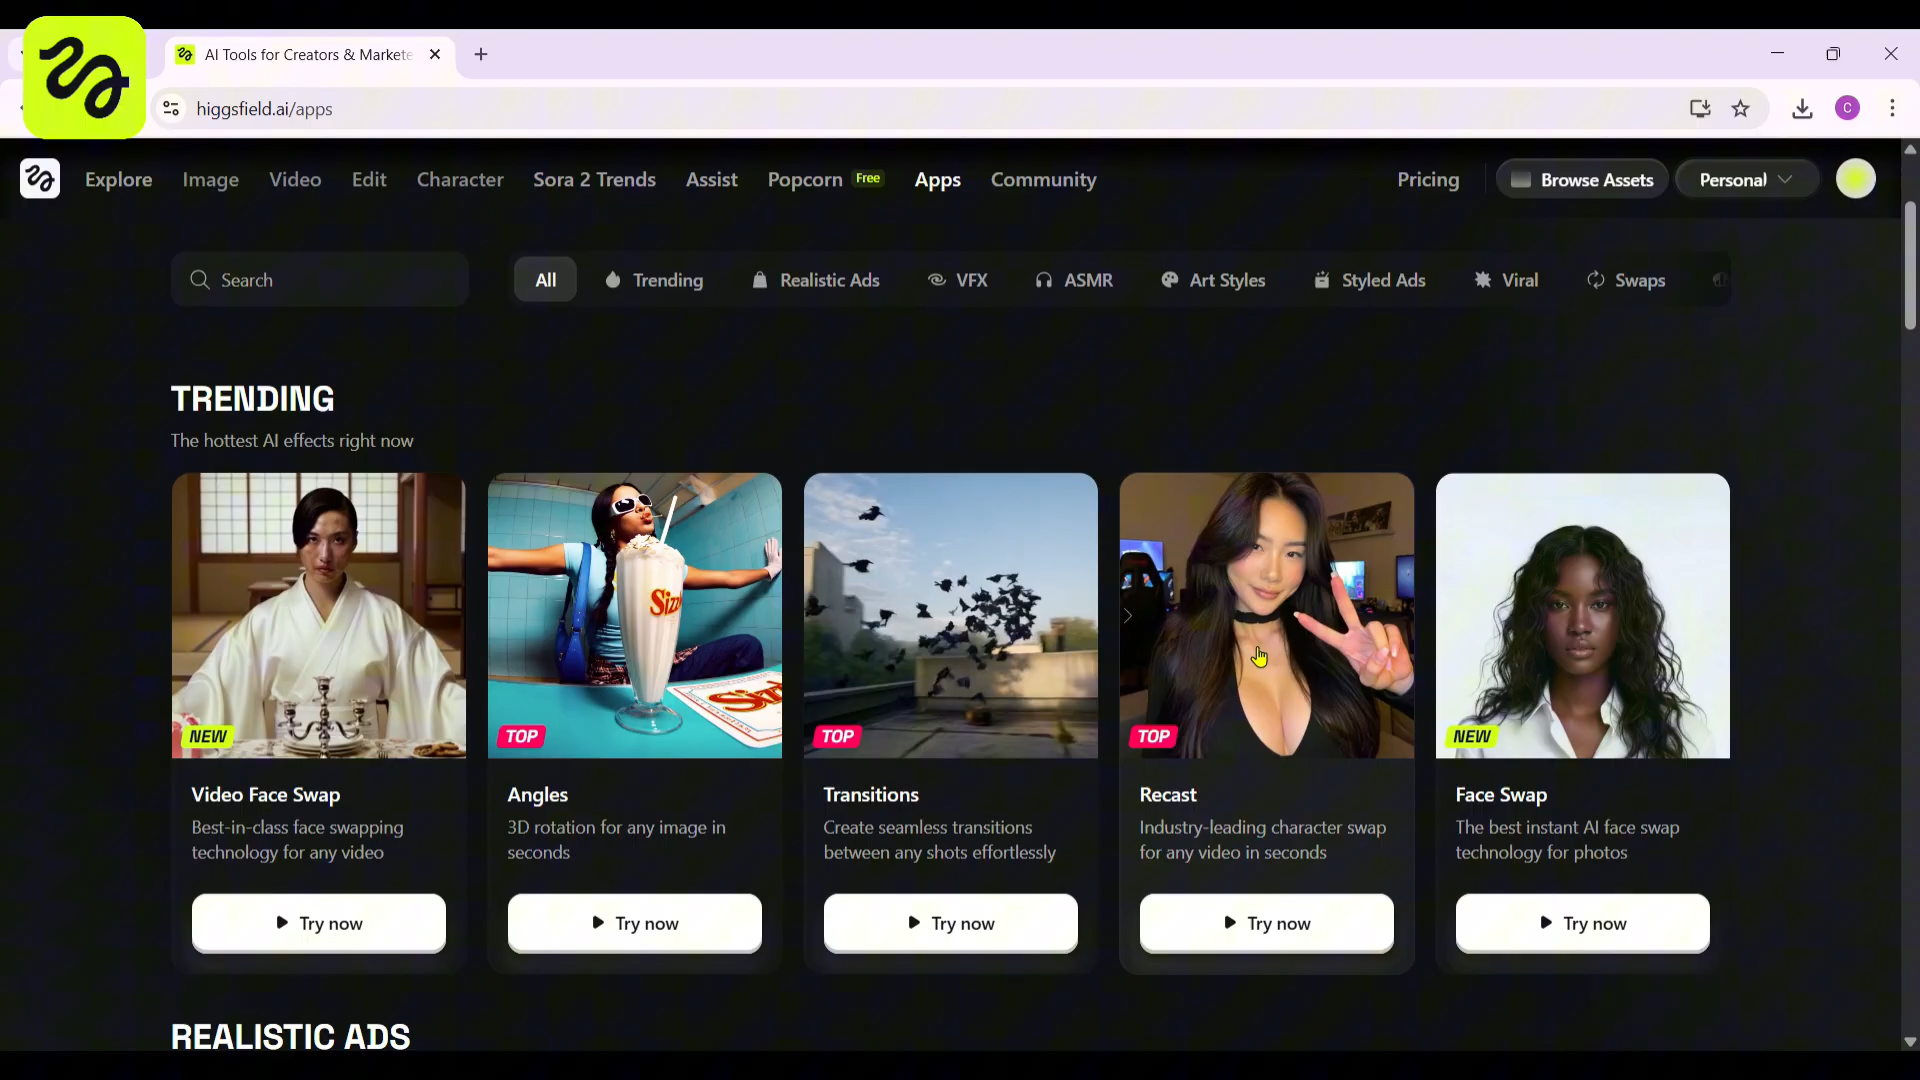 AI Tools for Creators & Markete
higgsfield.ai/apps
C
Explore Image Video Edit Character Sora 2 Trends Assist Popcorn Free Apps Community Pricing Browse Assets Personal
Search All Trending Realistic Ads VFX ASMR Art Styles Styled Ads Viral Swaps
TRENDING
The hottest AI effects right now
NEW
TOP
TOP
TOP
NEW
Video Face Swap
Best-in-class face swapping
technology for any video
Try now
Angles
3D rotation for any image in
seconds
Try now
Transitions
Create seamless transitions
between any shots effortlessly
Try now
Recast
Industry-leading character swap
for any video in seconds
Try now
Face Swap
The best instant AI face swap
technology for photos
Try now
REALISTIC ADS